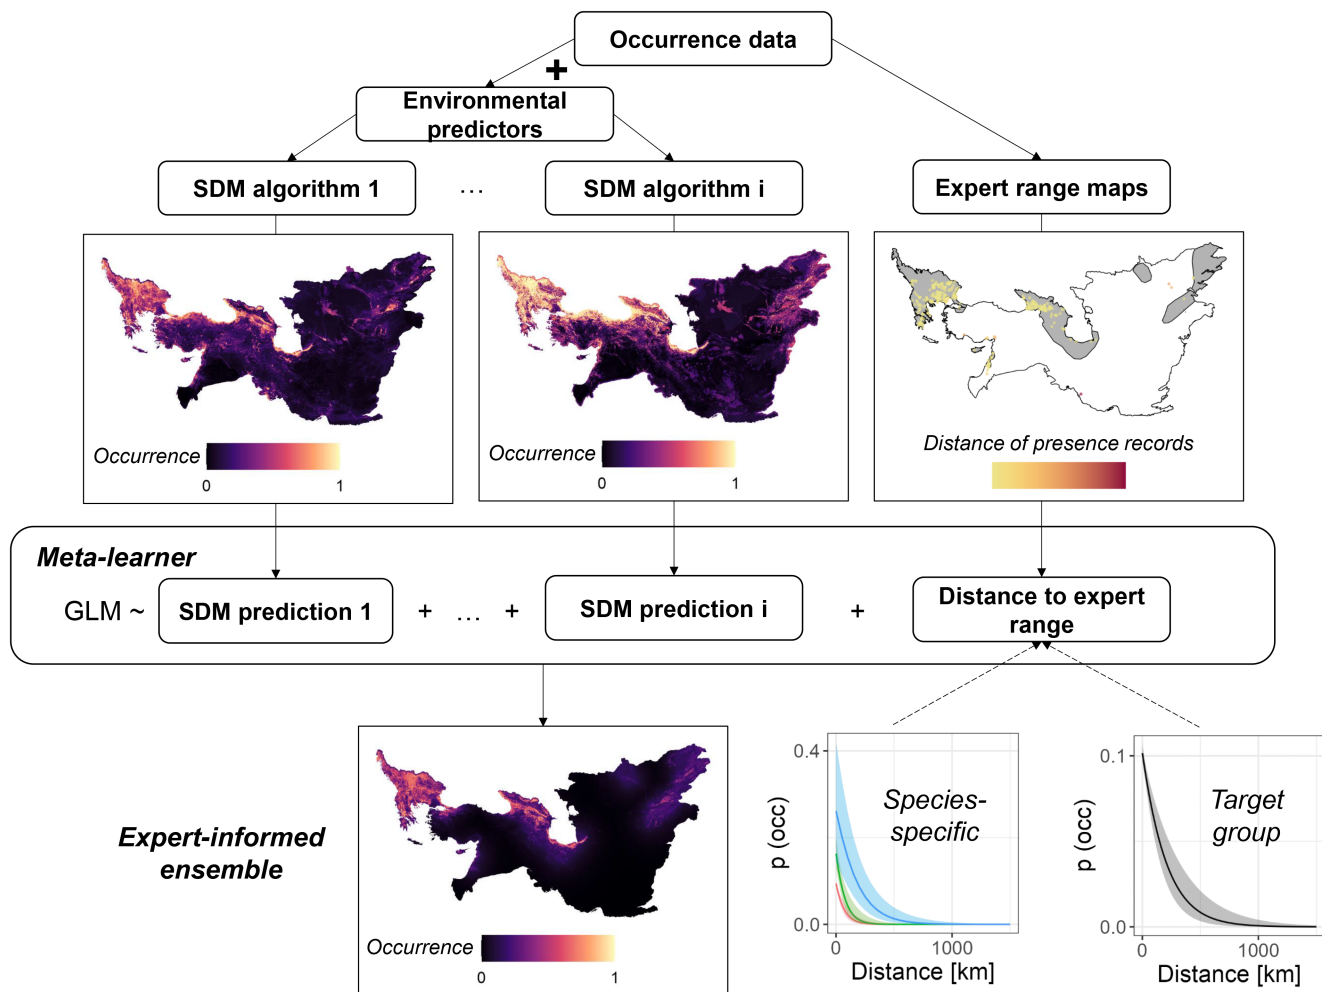 Occurrence data
+
Environmental
predictors
SDM algorithm 1
...
SDM algorithm i
Expert range maps
Occurrence
0
1
Occurrence
0
1
Distance of presence records
Meta-learner
GLM ~
SDM prediction 1
+ ... +
SDM prediction i
+
Distance to expert
range
Expert-informed
ensemble
Occurrence
0
1
0.4
0.0
p (occ)
Species-
specific
0
1000
Distance [km]
0.1
0.0
p (occ)
Target
group
0
1000
Distance [km]